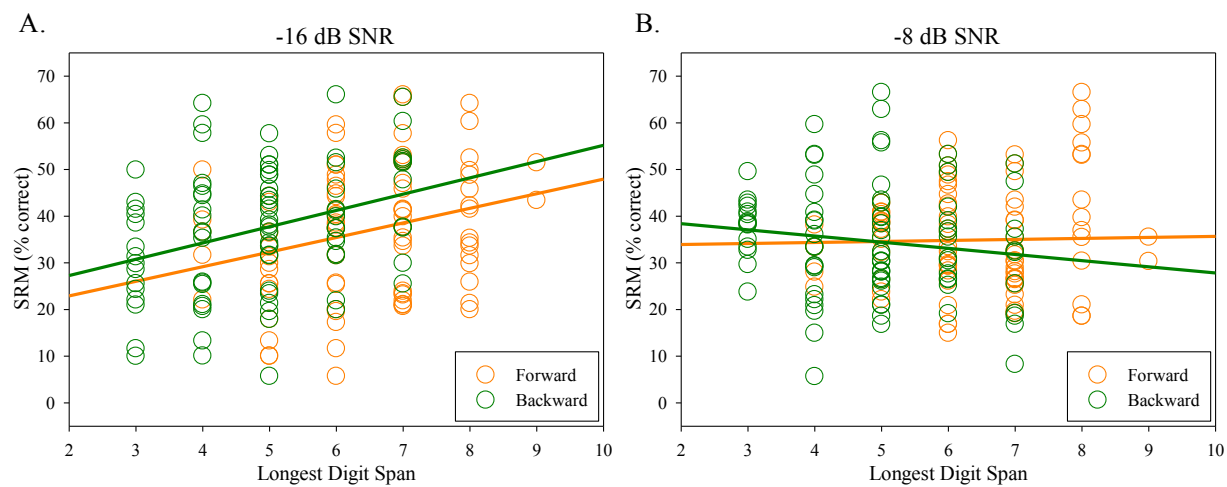 A.
-16 dB SNR
SRM (% correct)
70
60
50
40
30
20
10
0
2 3 4 5 6 7 8 9 10
Longest Digit Span
Forward
Backward
B.
-8 dB SNR
SRM (% correct)
70
60
50
40
30
20
10
0
2 3 4 5 6 7 8 9 10
Longest Digit Span
Forward
Backward